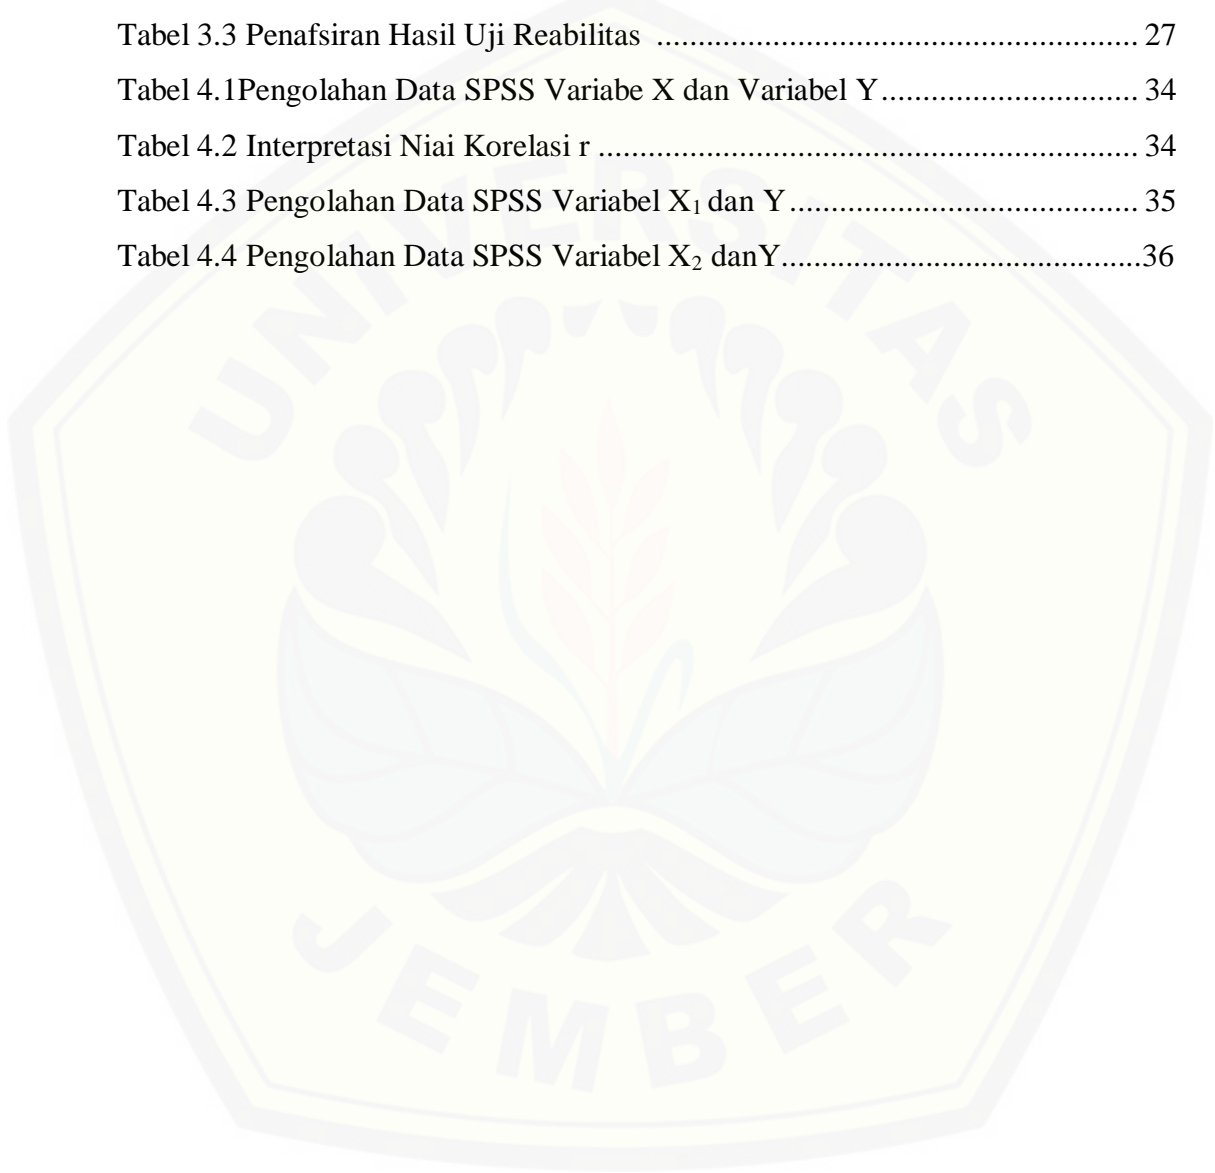 Tabel 3.3 Penafsiran Hasil Uji Reabilitas ............................................................ 27
Tabel 4.1Pengolahan Data SPSS Variabe X dan Variabel Y................................ 34
Tabel 4.2 Interpretasi Niai Korelasi r .................................................................... 34
Tabel 4.3 Pengolahan Data SPSS Variabel X₁ dan Y........................................... 35
Tabel 4.4 Pengolahan Data SPSS Variabel X₂ danY............................................36
UNIVERSITAS
JEMBER